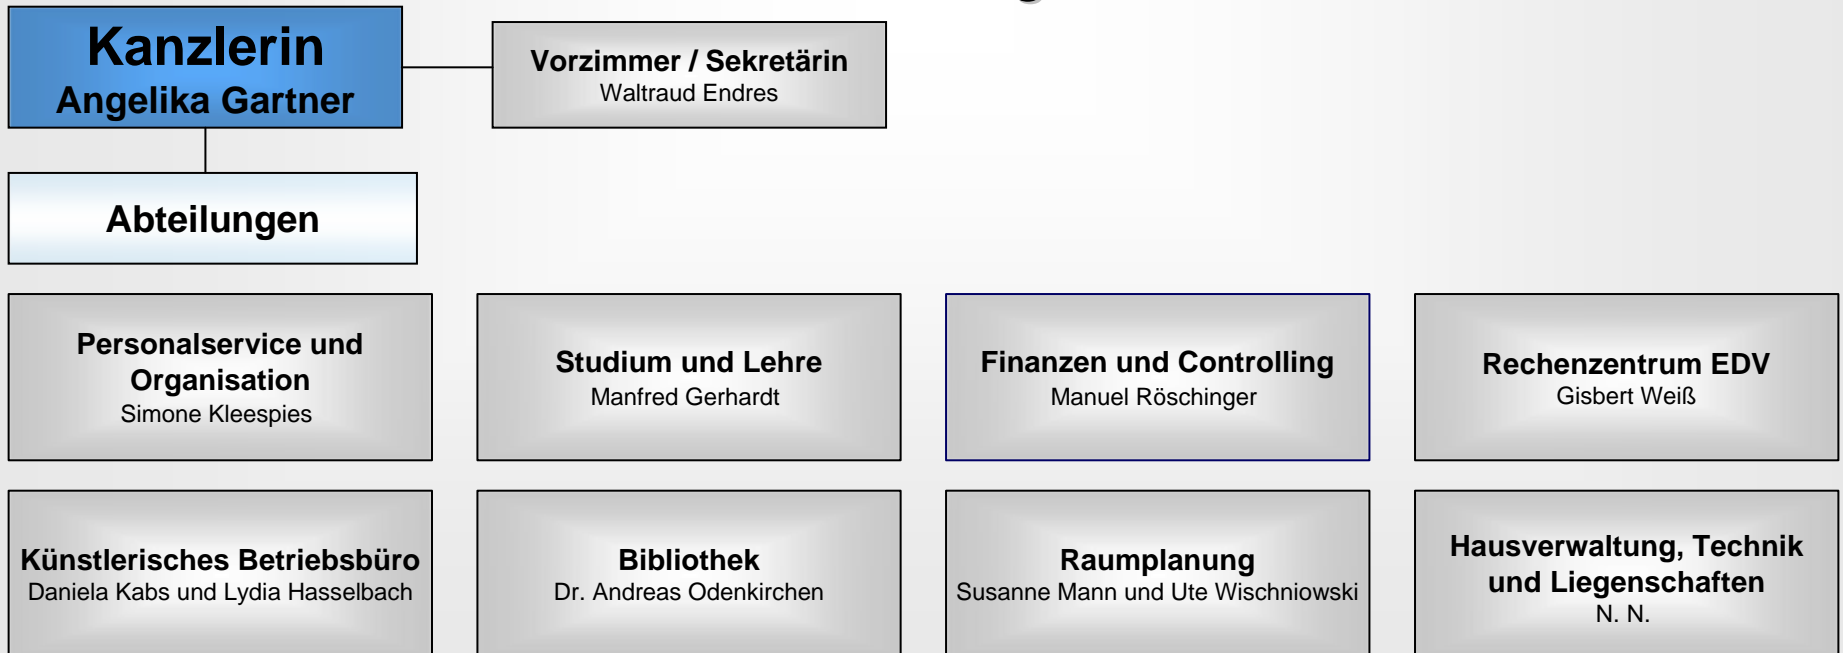 Kanzlerin
Angelika Gartner
Vorzimmer / Sekretärin
Waltraud Endres
Abteilungen
Personalservice und
Organisation
Simone Kleespies
Studium und Lehre
Manfred Gerhardt
Finanzen und Controlling
Manuel Röschinger
Rechenzentrum EDV
Gisbert Weiß
Künstlerisches Betriebsbüro
Daniela Kabs und Lydia Hasselbach
Bibliothek
Dr. Andreas Odenkirchen
Raumplanung
Susanne Mann und Ute Wischniowski
Hausverwaltung, Technik
und Liegenschaften
N. N.